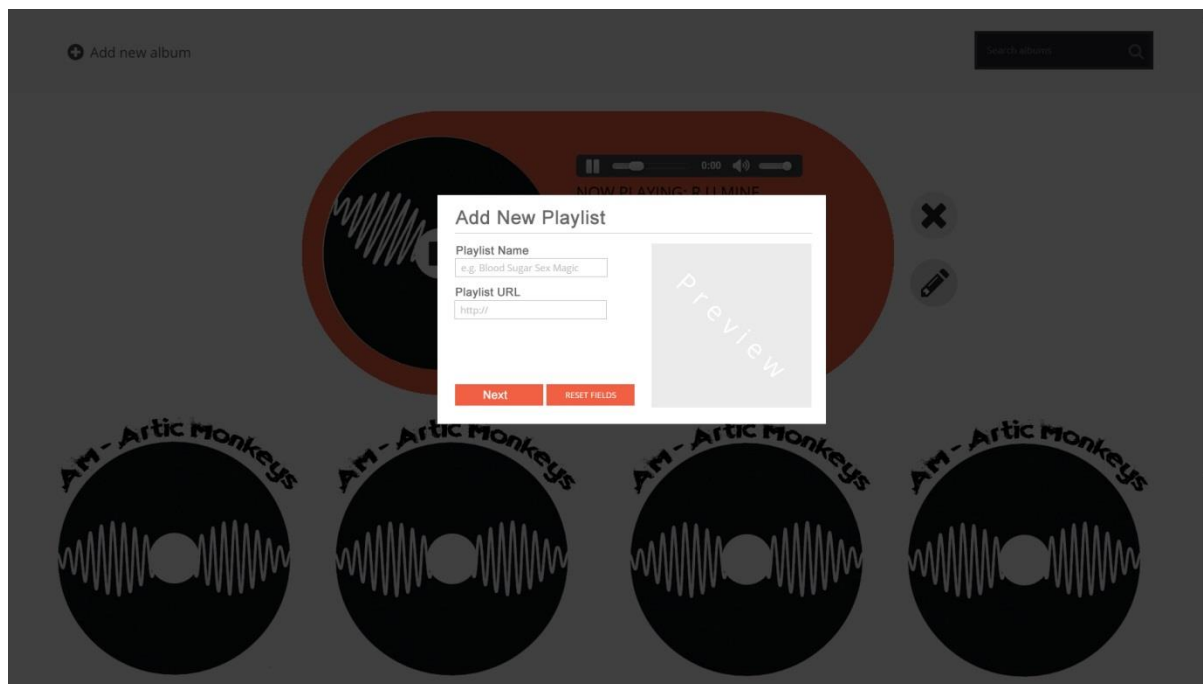 Add new album
Search albums
0:00
NOW PLAYING: R U MINE
Add New Playlist
Playlist Name
e.g. Blood Sugar Sex Magic
Playlist URL
http://
Preview
Next
RESET FIELDS
AM - Artic Monkeys
AM - Artic Monkeys
AM - Artic Monkeys
AM - Artic Monkeys